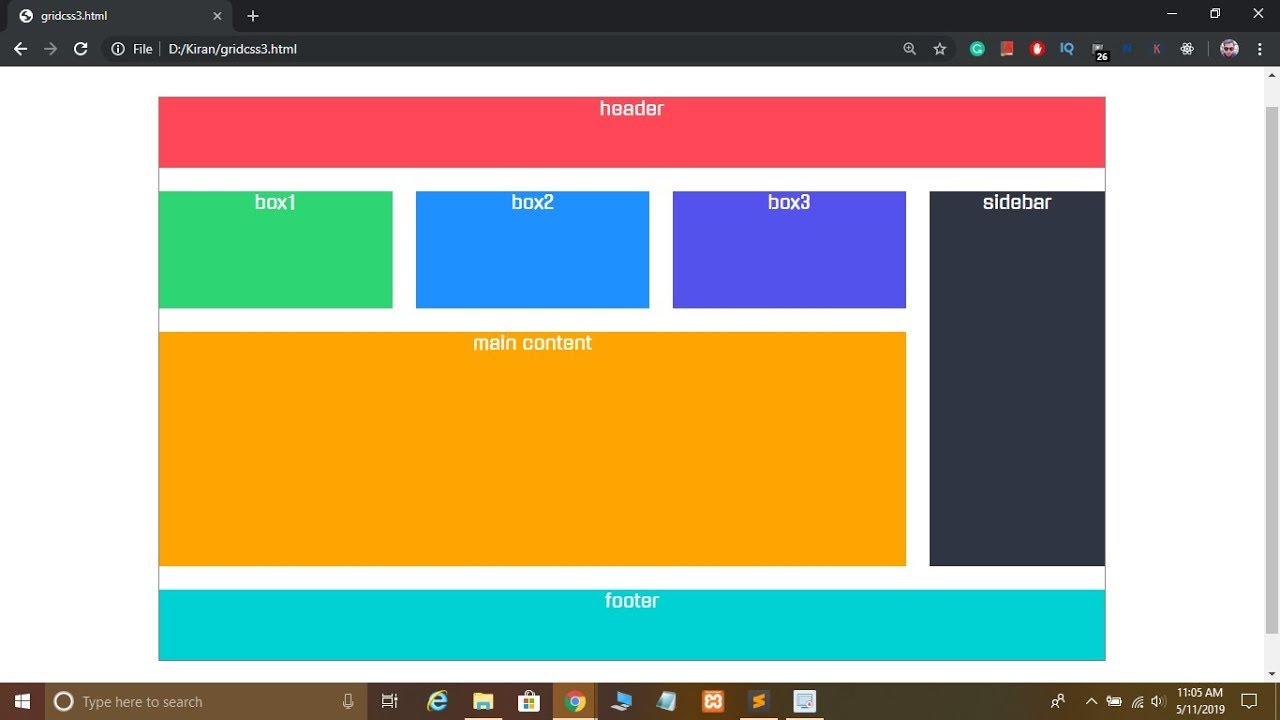 gridcss3.html
File
D:/Kiran/gridcss3.html
IQ
26
N
K
header
box1
box2
box3
sidebar
main content
footer
Type here to search
11:05 AM
5/11/2019